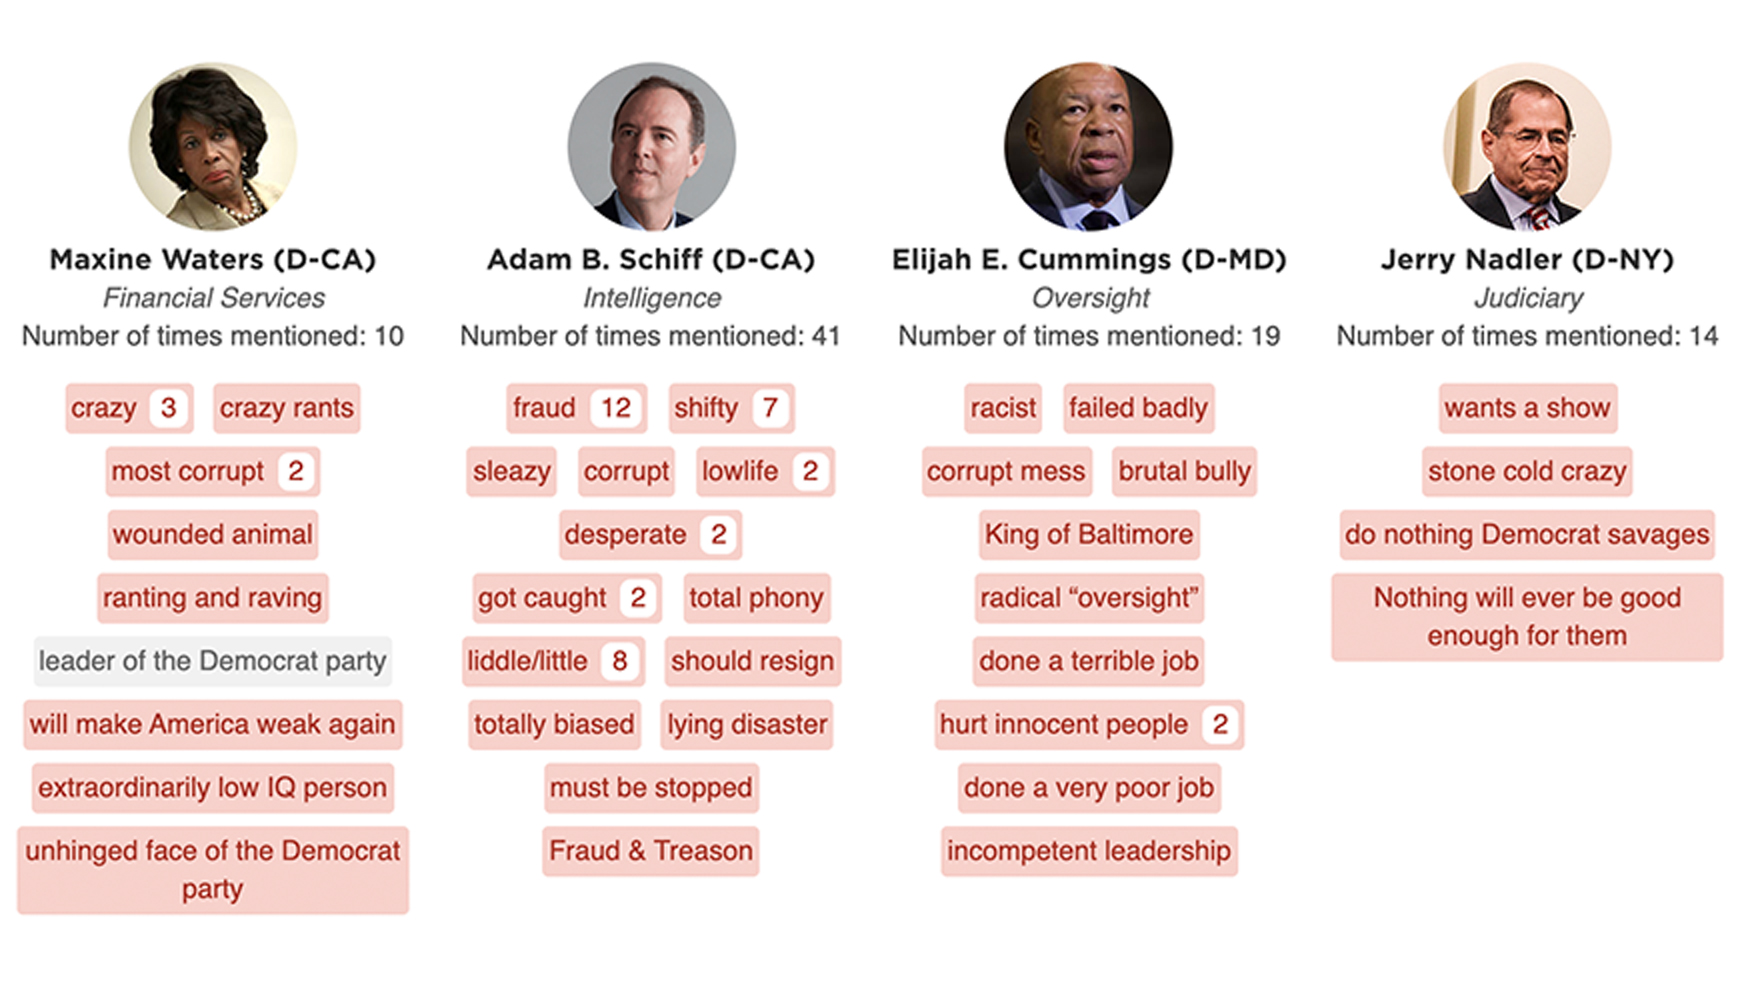 Maxine Waters (D-CA)
Financial Services
Number of times mentioned: 10
crazy 3 crazy rants
most corrupt 2
wounded animal
ranting and raving
leader of the Democrat party
will make America weak again
extraordinarily low IQ person
unhinged face of the Democrat
party
Adam B. Schiff (D-CA)
Intelligence
Number of times mentioned: 41
fraud 12 shifty 7
sleazy corrupt lowlife 2
desperate 2
got caught 2 total phony
liddle/little 8 should resign
totally biased lying disaster
must be stopped
Fraud & Treason
Elijah E. Cummings (D-MD)
Oversight
Number of times mentioned: 19
racist failed badly
corrupt mess brutal bully
King of Baltimore
radical “oversight”
done a terrible job
hurt innocent people 2
done a very poor job
incompetent leadership
Jerry Nadler (D-NY)
Judiciary
Number of times mentioned: 14
wants a show
stone cold crazy
do nothing Democrat savages
Nothing will ever be good
enough for them